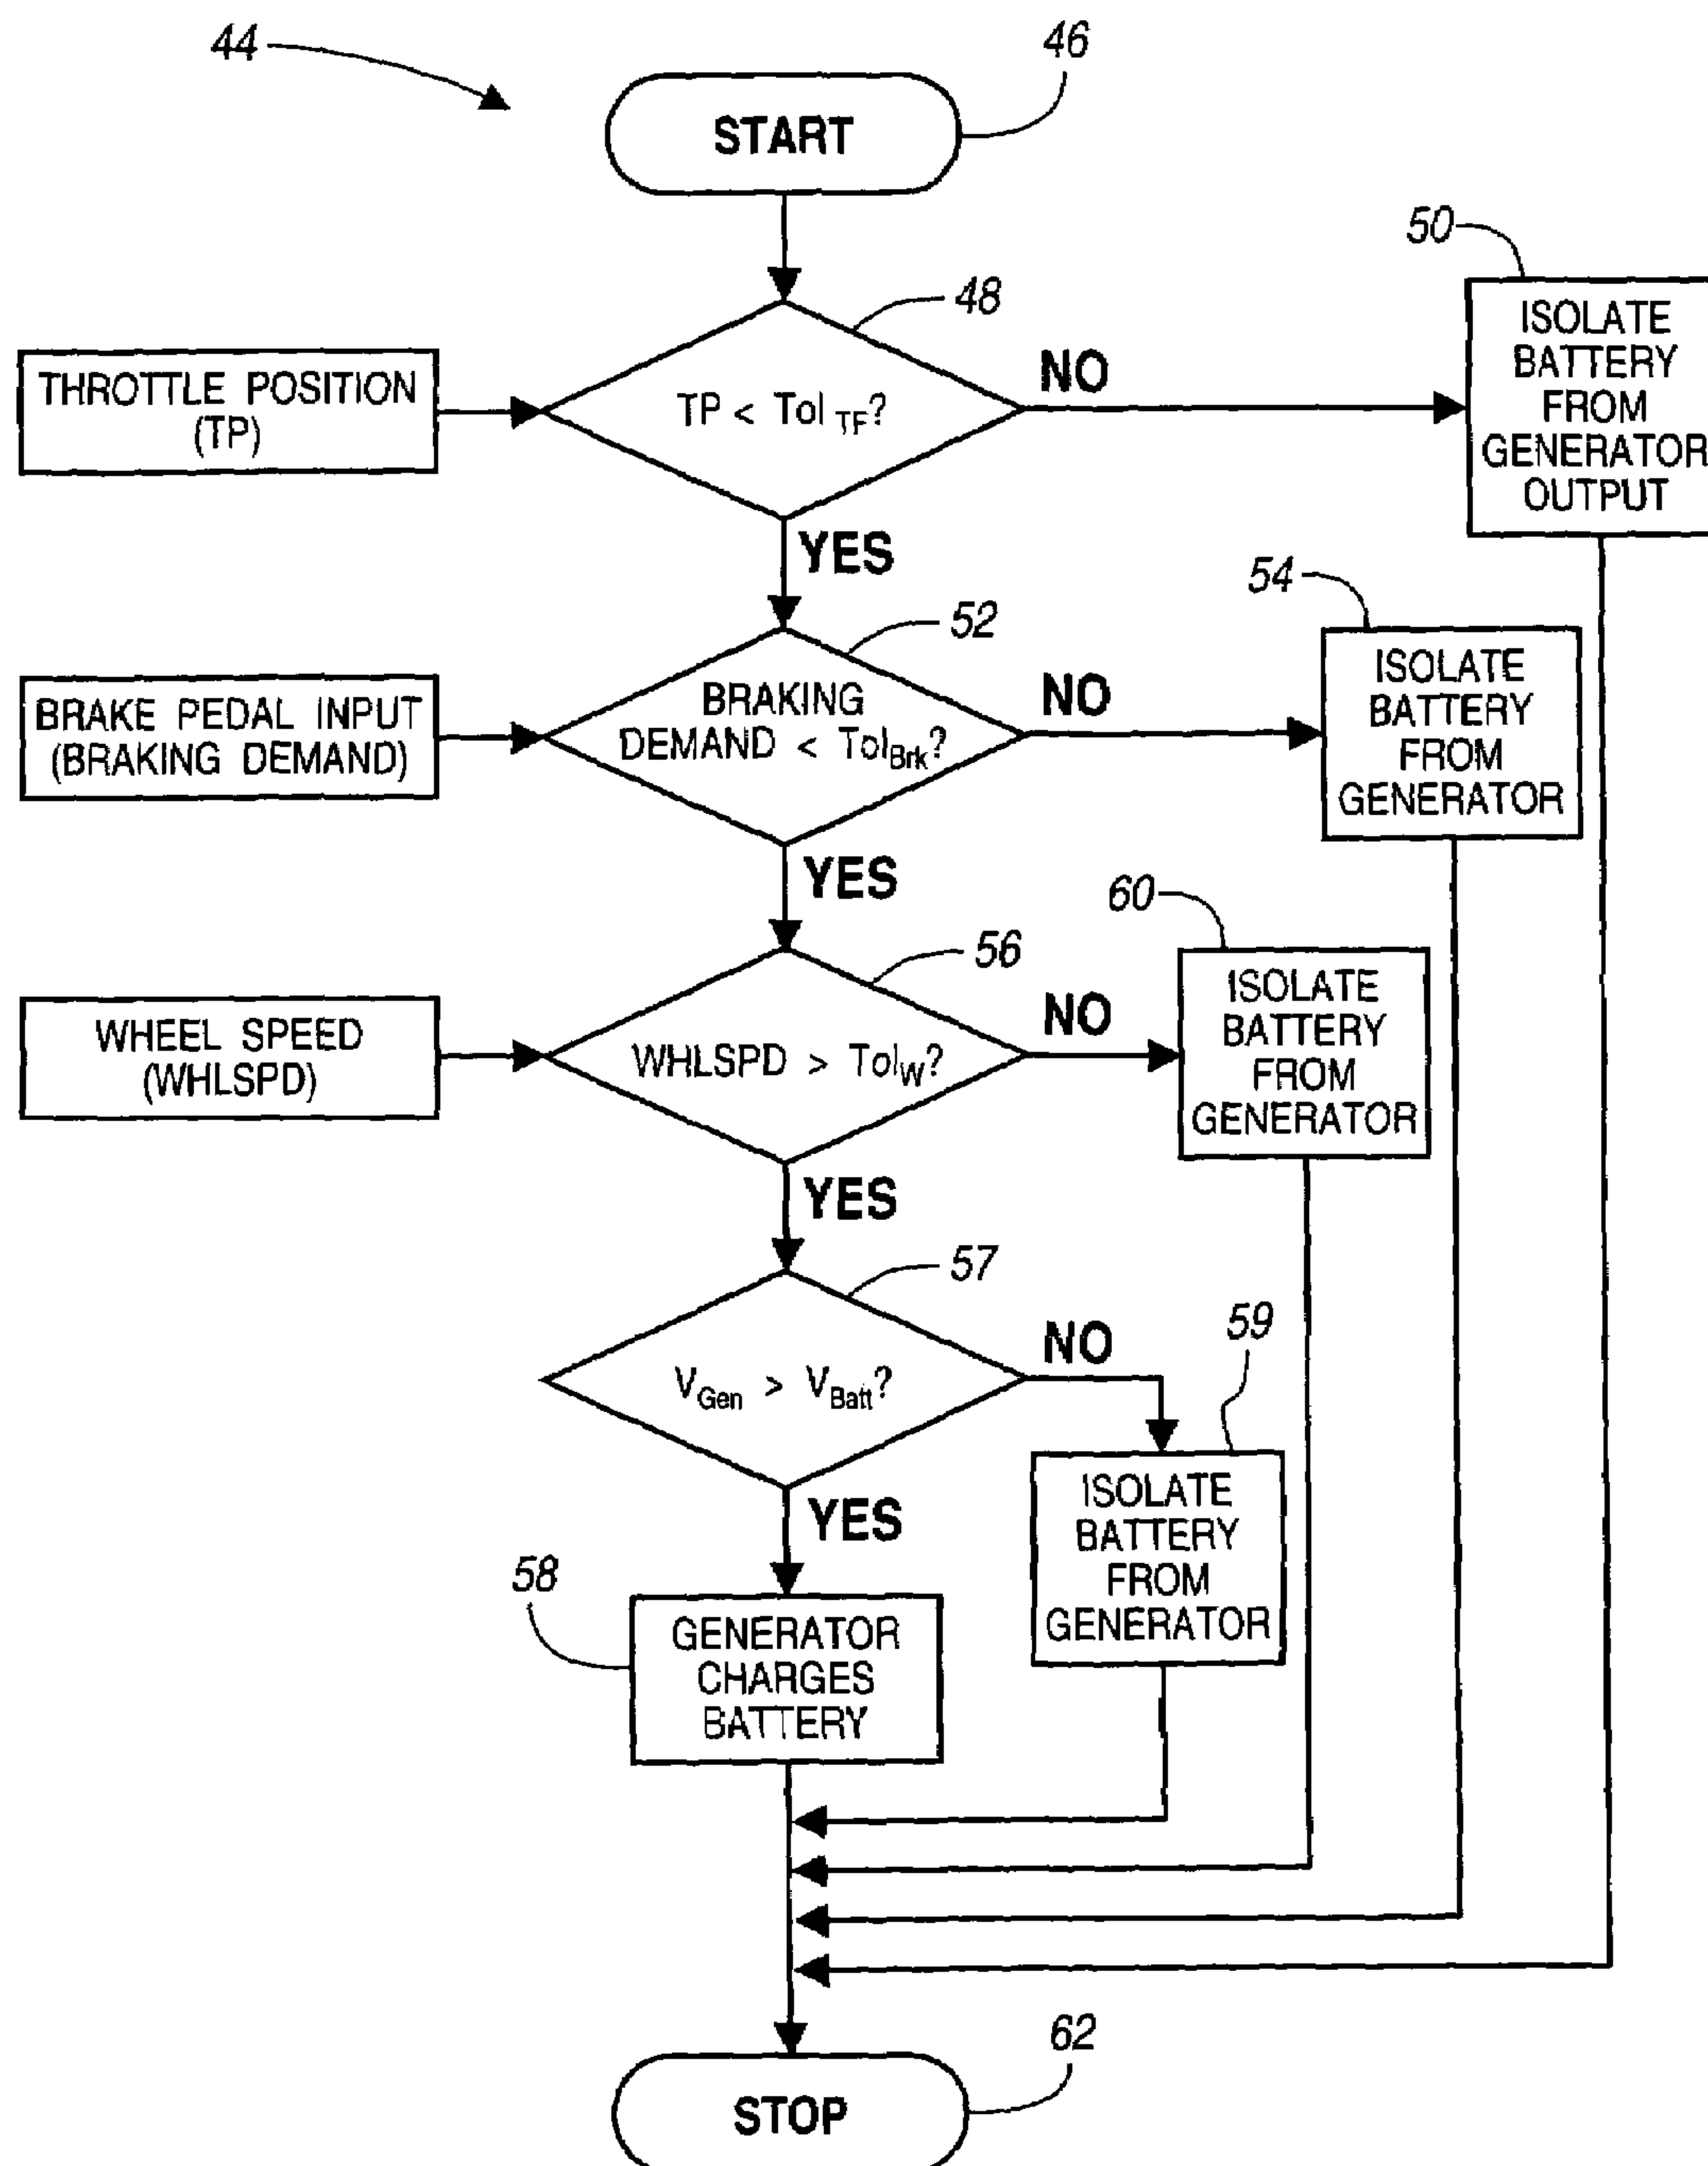 44
46
START
50
ISOLATE
BATTERY
FROM
GENERATOR
OUTPUT
48
THROTTLE POSITION
(TP)
TP < Tol TF?
NO
YES
54
ISOLATE
BATTERY
FROM
GENERATOR
52
BRAKE PEDAL INPUT
(BRAKING DEMAND)
BRAKING
DEMAND < TolBrk?
NO
YES
60
ISOLATE
BATTERY
FROM
GENERATOR
56
WHEEL SPEED
(WHLSPD)
WHLSPD > TolW?
NO
YES
57
VGen > VBatt?
NO
59
ISOLATE
BATTERY
FROM
GENERATOR
YES
58
GENERATOR
CHARGES
BATTERY
62
STOP